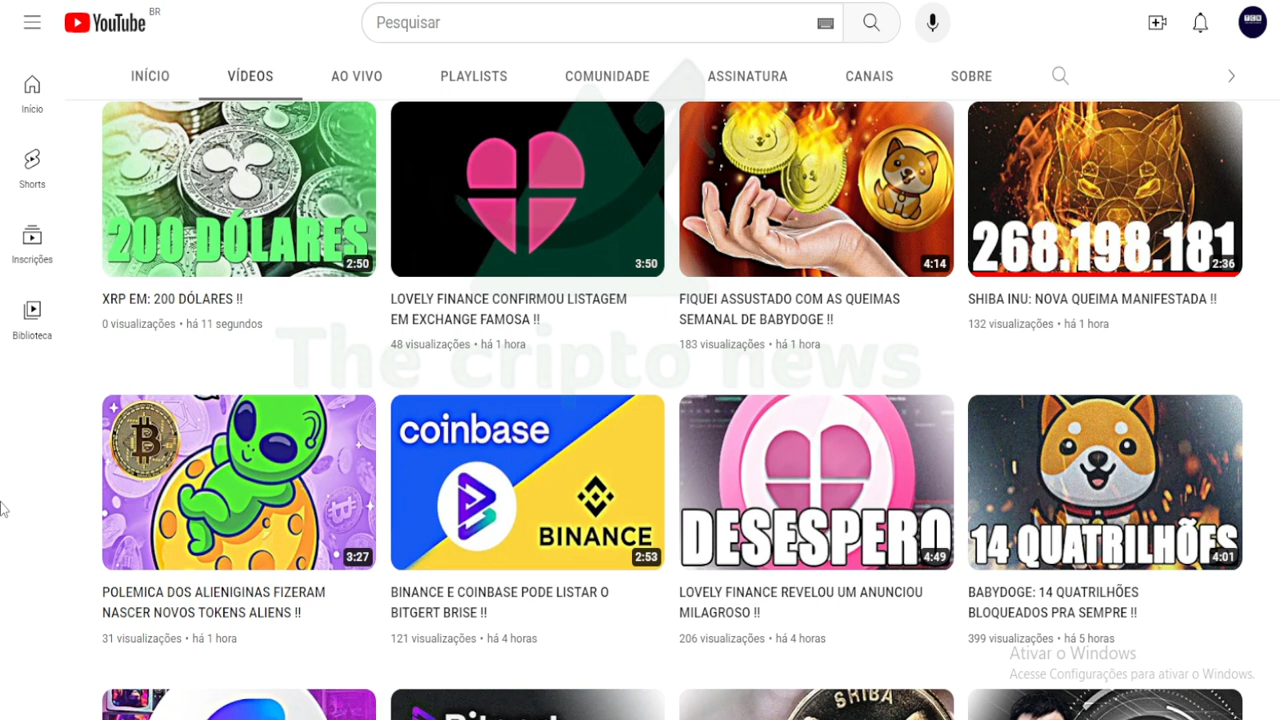 YouTube BR
Pesquisar
INÍCIO VÍDEOS AO VIVO PLAYLISTS COMUNIDADE ASSINATURA CANAIS SOBRE
Início
Shorts
Inscrições
Biblioteca
200 DÓLARES
2:50
3:50
4:14
268.198.181
2:36
XRP EM: 200 DÓLARES !!
0 visualizações • há 11 segundos
LOVELY FINANCE CONFIRMOU LISTAGEM
EM EXCHANGE FAMOSA !!
48 visualizações • há 1 hora
FIQUEI ASSUSTADO COM AS QUEIMAS
SEMANAL DE BABYDOGE !!
183 visualizações • há 1 hora
SHIBA INU: NOVA QUEIMA MANIFESTADA !!
132 visualizações • há 1 hora
The cripto news
3:27
coinbase
BINANCE
2:53
DESESPERO
4:49
14 QUATRILHÕES
4:01
POLEMICA DOS ALIENIGINAS FIZERAM
NASCER NOVOS TOKENS ALIENS !!
31 visualizações • há 1 hora
BINANCE E COINBASE PODE LISTAR O
BITGERT BRISE !!
121 visualizações • há 4 horas
LOVELY FINANCE REVELOU UM ANUNCIOU
MILAGROSO !!
206 visualizações • há 4 horas
BABYDOGE: 14 QUATRILHÕES
BLOQUEADOS PRA SEMPRE !!
399 visualizações • há 5 horas
Ativar o Windows
Acesse Configurações para ativar o Windows.
SHIBA